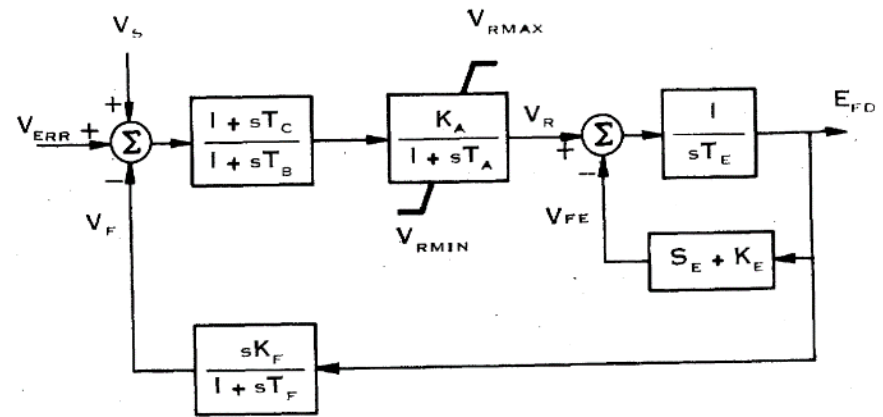 V_S
V_RMAX
V_ERR + + Σ −
1 + sT_C
1 + sT_B
K_A
1 + sT_A
V_R
+ Σ −
1
sT_E
E_FD
V_F
V_RMIN
V_FE
S_E + K_E
sK_F
1 + sT_F